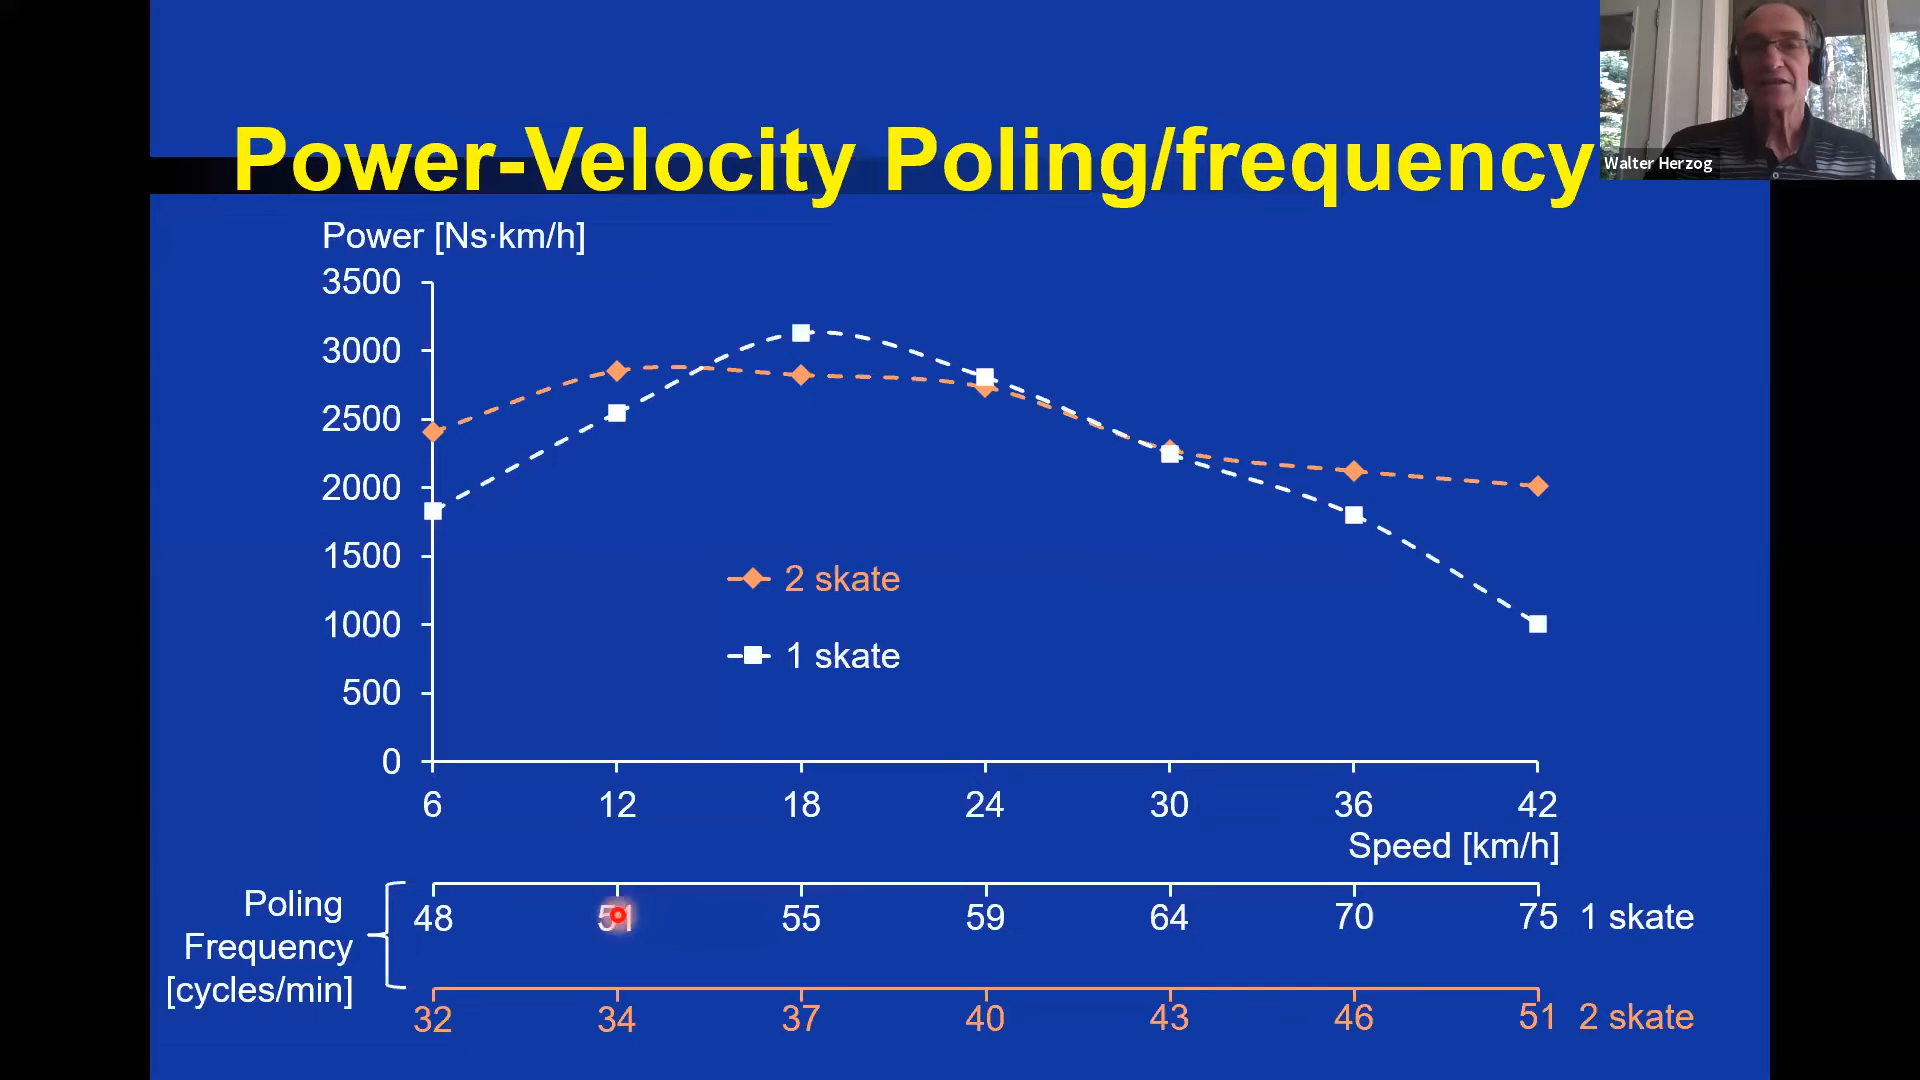 Power-Velocity Poling/frequency
Walter Herzog
Power [Ns·km/h]
3500
3000
2500
2000
1500
1000
500
0
2 skate
1 skate
6 12 18 24 30 36 42
Speed [km/h]
Poling
Frequency
[cycles/min]
48 51 55 59 64 70 75 1 skate
32 34 37 40 43 46 51 2 skate